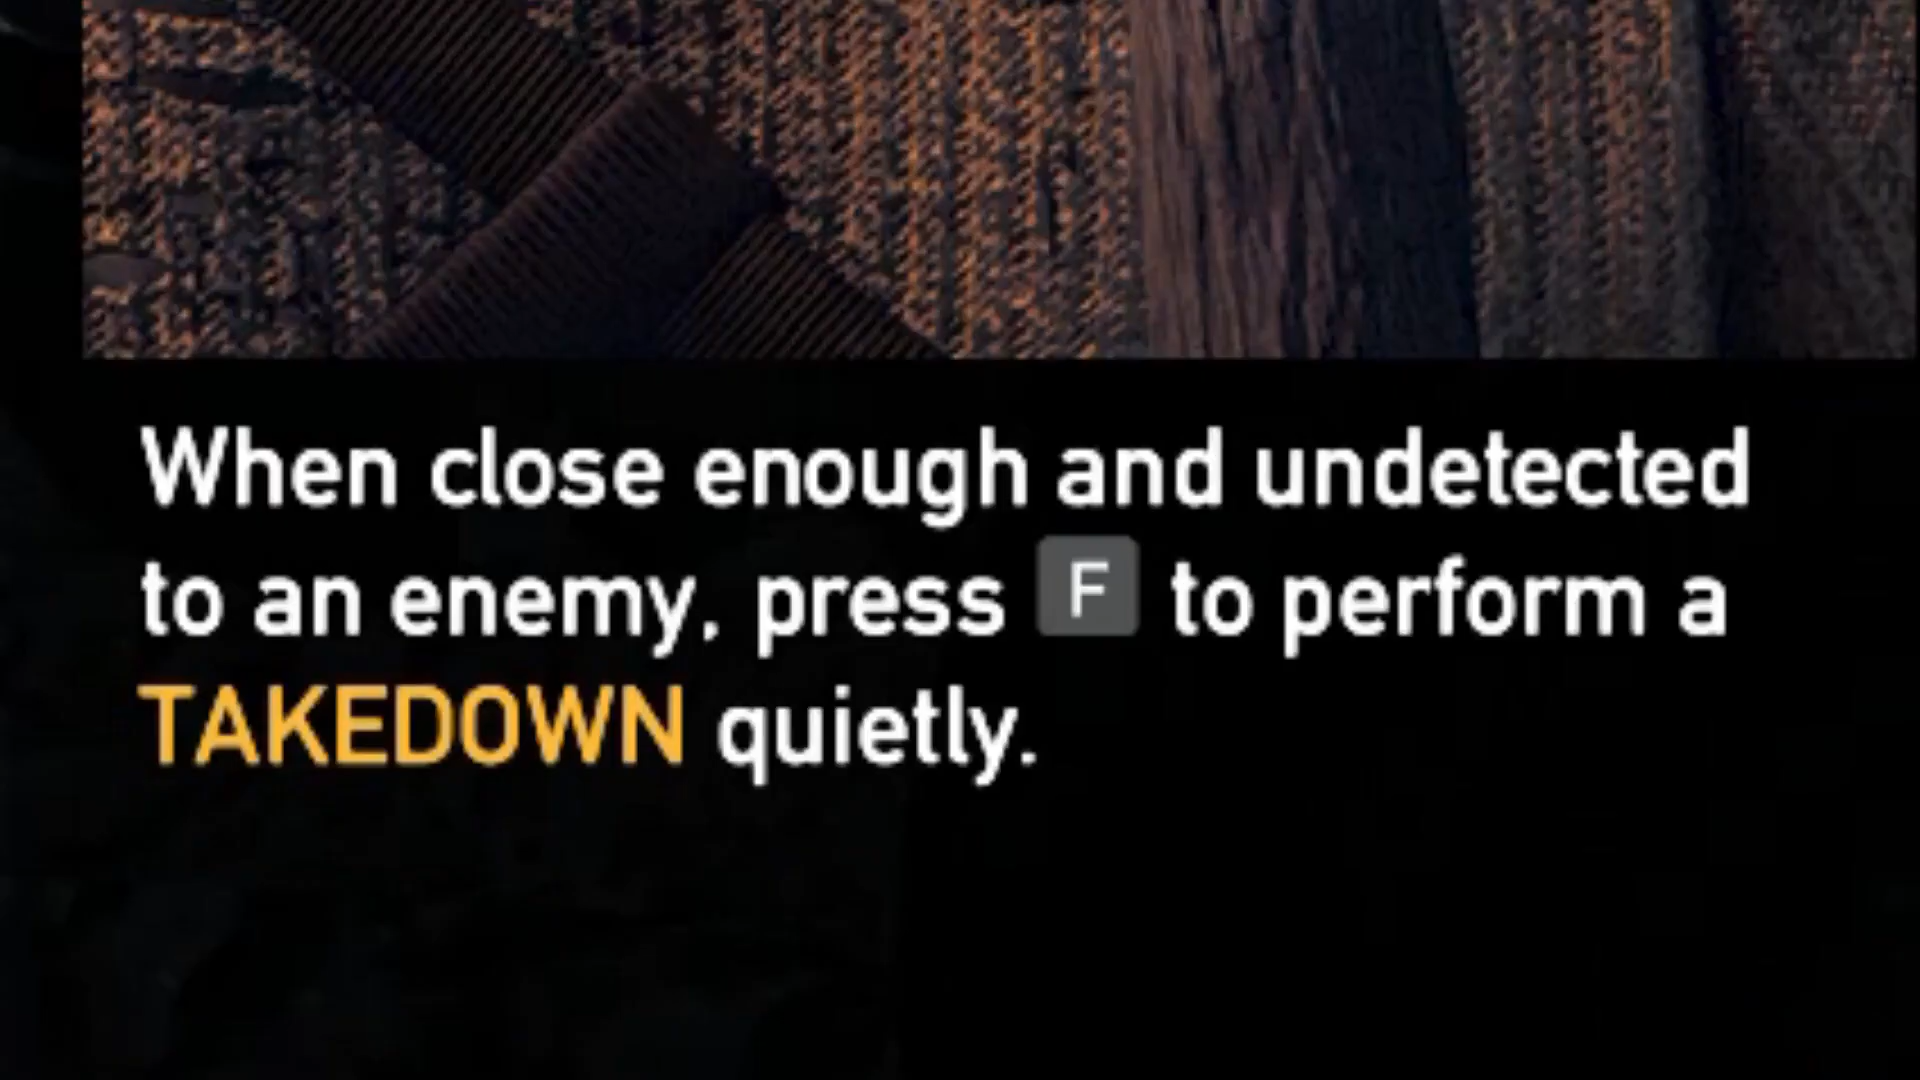 When close enough and undetected
to an enemy, press F to perform a
TAKEDOWN quietly.